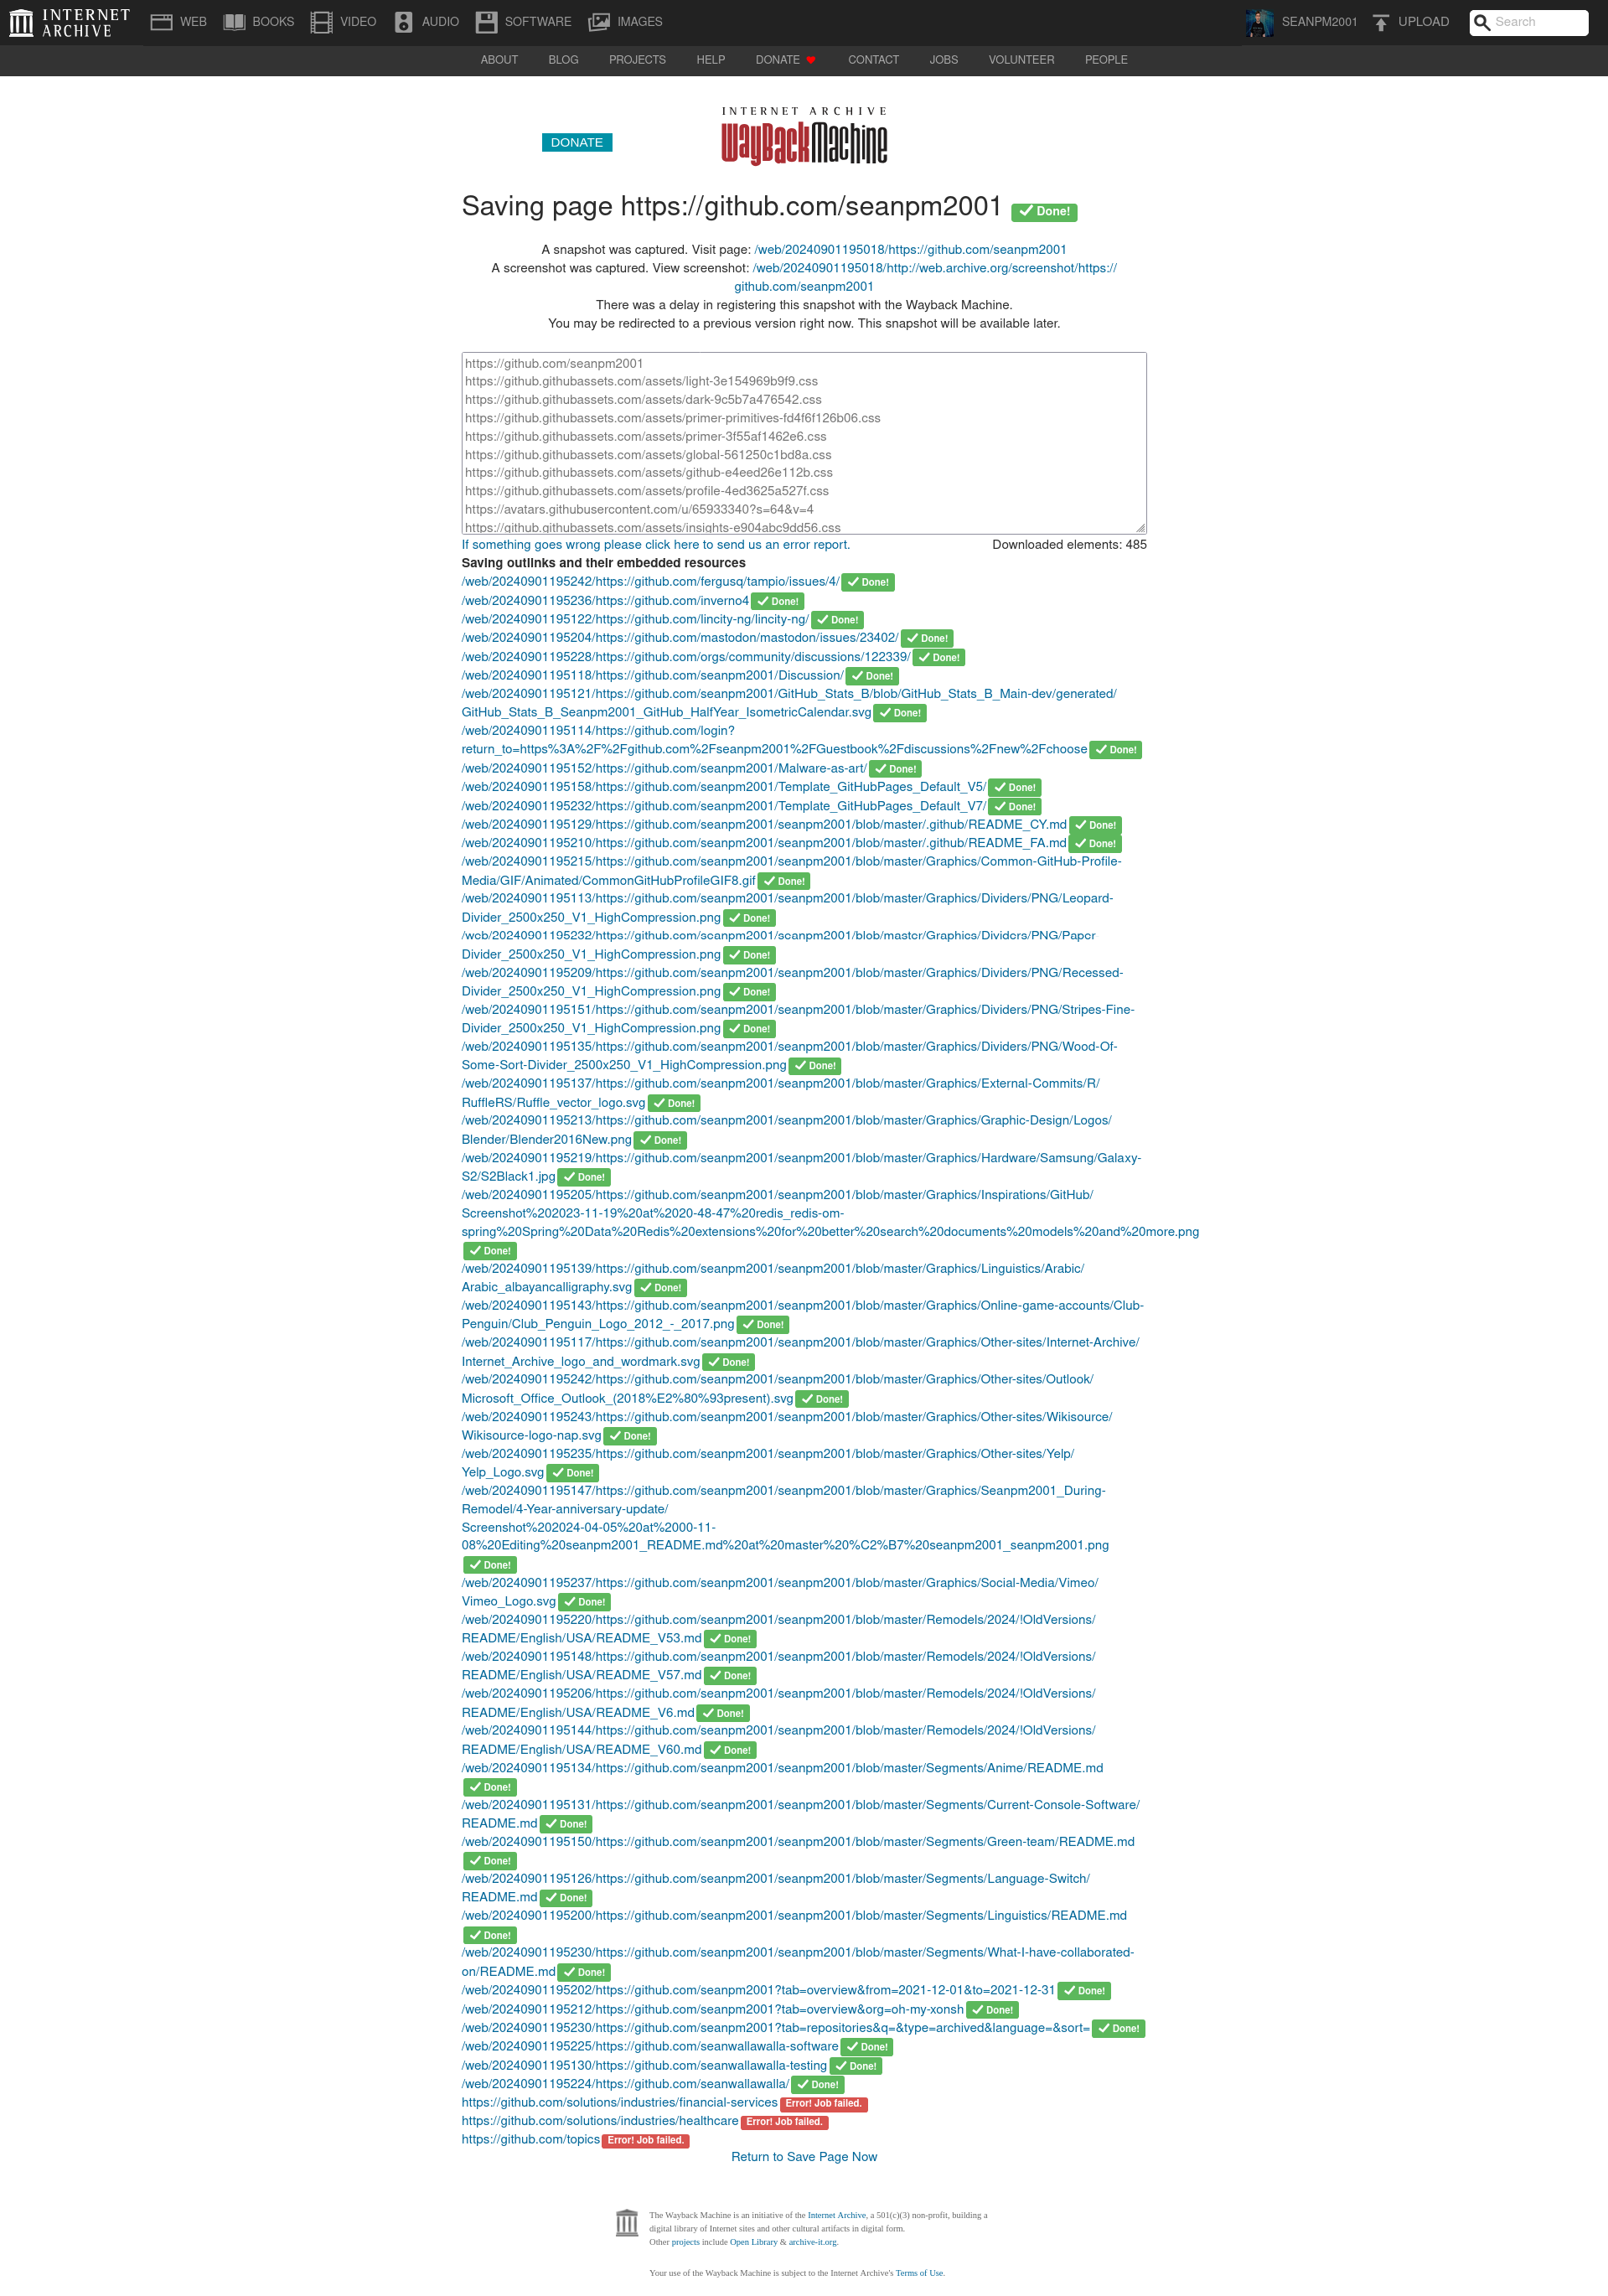 INTERNET ARCHIVE
WEB BOOKS VIDEO AUDIO SOFTWARE IMAGES SEANPM2001 UPLOAD Search
ABOUT BLOG PROJECTS HELP DONATE CONTACT JOBS VOLUNTEER PEOPLE
INTERNET ARCHIVE
DONATE WayBackMachine
Saving page https://github.com/seanpm2001 Done!
A snapshot was captured. Visit page: /web/20240901195018/https://github.com/seanpm2001
A screenshot was captured. View screenshot: /web/20240901195018/http://web.archive.org/screenshot/https://
github.com/seanpm2001
There was a delay in registering this snapshot with the Wayback Machine.
You may be redirected to a previous version right now. This snapshot will be available later.
https://github.com/seanpm2001
https://github.githubassets.com/assets/light-3e154969b9f9.css
https://github.githubassets.com/assets/dark-9c5b7a476542.css
https://github.githubassets.com/assets/primer-primitives-fd4f6f126b06.css
https://github.githubassets.com/assets/primer-3f55af1462e6.css
https://github.githubassets.com/assets/global-561250c1bd8a.css
https://github.githubassets.com/assets/github-e4eed26e112b.css
https://github.githubassets.com/assets/profile-4ed3625a527f.css
https://avatars.githubusercontent.com/u/65933340?s=64&v=4
https://github.githubassets.com/assets/insights-e904abc9dd56.css
If something goes wrong please click here to send us an error report. Downloaded elements: 485
Saving outlinks and their embedded resources
/web/20240901195242/https://github.com/fergusq/tampio/issues/4/ Done!
/web/20240901195236/https://github.com/inverno4 Done!
/web/20240901195122/https://github.com/lincity-ng/lincity-ng/ Done!
/web/20240901195204/https://github.com/mastodon/mastodon/issues/23402/ Done!
/web/20240901195228/https://github.com/orgs/community/discussions/122339/ Done!
/web/20240901195118/https://github.com/seanpm2001/Discussion/ Done!
/web/20240901195121/https://github.com/seanpm2001/GitHub_Stats_B/blob/GitHub_Stats_B_Main-dev/generated/
GitHub_Stats_B_Seanpm2001_GitHub_HalfYear_IsometricCalendar.svg Done!
/web/20240901195114/https://github.com/login?
return_to=https%3A%2F%2Fgithub.com%2Fseanpm2001%2FGuestbook%2Fdiscussions%2Fnew%2Fchoose Done!
/web/20240901195152/https://github.com/seanpm2001/Malware-as-art/ Done!
/web/20240901195158/https://github.com/seanpm2001/Template_GitHubPages_Default_V5/ Done!
/web/20240901195232/https://github.com/seanpm2001/Template_GitHubPages_Default_V7/ Done!
/web/20240901195129/https://github.com/seanpm2001/seanpm2001/blob/master/.github/README_CY.md Done!
/web/20240901195210/https://github.com/seanpm2001/seanpm2001/blob/master/.github/README_FA.md Done!
/web/20240901195215/https://github.com/seanpm2001/seanpm2001/blob/master/Graphics/Common-GitHub-Profile-
Media/GIF/Animated/CommonGitHubProfileGIF8.gif Done!
/web/20240901195113/https://github.com/seanpm2001/seanpm2001/blob/master/Graphics/Dividers/PNG/Leopard-
Divider_2500x250_V1_HighCompression.png Done!
/web/20240901195232/https://github.com/seanpm2001/seanpm2001/blob/master/Graphics/Dividers/PNG/Paper-
Divider_2500x250_V1_HighCompression.png Done!
/web/20240901195209/https://github.com/seanpm2001/seanpm2001/blob/master/Graphics/Dividers/PNG/Recessed-
Divider_2500x250_V1_HighCompression.png Done!
/web/20240901195151/https://github.com/seanpm2001/seanpm2001/blob/master/Graphics/Dividers/PNG/Stripes-Fine-
Divider_2500x250_V1_HighCompression.png Done!
/web/20240901195135/https://github.com/seanpm2001/seanpm2001/blob/master/Graphics/Dividers/PNG/Wood-Of-
Some-Sort-Divider_2500x250_V1_HighCompression.png Done!
/web/20240901195137/https://github.com/seanpm2001/seanpm2001/blob/master/Graphics/External-Commits/R/
RuffleRS/Ruffle_vector_logo.svg Done!
/web/20240901195213/https://github.com/seanpm2001/seanpm2001/blob/master/Graphics/Graphic-Design/Logos/
Blender/Blender2016New.png Done!
/web/20240901195219/https://github.com/seanpm2001/seanpm2001/blob/master/Graphics/Hardware/Samsung/Galaxy-
S2/S2Black1.jpg Done!
/web/20240901195205/https://github.com/seanpm2001/seanpm2001/blob/master/Graphics/Inspirations/GitHub/
Screenshot%202023-11-19%20at%2020-48-47%20redis_redis-om-
spring%20Spring%20Data%20Redis%20extensions%20for%20better%20search%20documents%20models%20and%20more.png
Done!
/web/20240901195139/https://github.com/seanpm2001/seanpm2001/blob/master/Graphics/Linguistics/Arabic/
Arabic_albayancalligraphy.svg Done!
/web/20240901195143/https://github.com/seanpm2001/seanpm2001/blob/master/Graphics/Online-game-accounts/Club-
Penguin/Club_Penguin_Logo_2012_-_2017.png Done!
/web/20240901195117/https://github.com/seanpm2001/seanpm2001/blob/master/Graphics/Other-sites/Internet-Archive/
Internet_Archive_logo_and_wordmark.svg Done!
/web/20240901195242/https://github.com/seanpm2001/seanpm2001/blob/master/Graphics/Other-sites/Outlook/
Microsoft_Office_Outlook_(2018%E2%80%93present).svg Done!
/web/20240901195243/https://github.com/seanpm2001/seanpm2001/blob/master/Graphics/Other-sites/Wikisource/
Wikisource-logo-nap.svg Done!
/web/20240901195235/https://github.com/seanpm2001/seanpm2001/blob/master/Graphics/Other-sites/Yelp/
Yelp_Logo.svg Done!
/web/20240901195147/https://github.com/seanpm2001/seanpm2001/blob/master/Graphics/Seanpm2001_During-
Remodel/4-Year-anniversary-update/
Screenshot%202024-04-05%20at%2000-11-
08%20Editing%20seanpm2001_README.md%20at%20master%20%C2%B7%20seanpm2001_seanpm2001.png
Done!
/web/20240901195237/https://github.com/seanpm2001/seanpm2001/blob/master/Graphics/Social-Media/Vimeo/
Vimeo_Logo.svg Done!
/web/20240901195220/https://github.com/seanpm2001/seanpm2001/blob/master/Remodels/2024/!OldVersions/
README/English/USA/README_V53.md Done!
/web/20240901195148/https://github.com/seanpm2001/seanpm2001/blob/master/Remodels/2024/!OldVersions/
README/English/USA/README_V57.md Done!
/web/20240901195206/https://github.com/seanpm2001/seanpm2001/blob/master/Remodels/2024/!OldVersions/
README/English/USA/README_V6.md Done!
/web/20240901195144/https://github.com/seanpm2001/seanpm2001/blob/master/Remodels/2024/!OldVersions/
README/English/USA/README_V60.md Done!
/web/20240901195134/https://github.com/seanpm2001/seanpm2001/blob/master/Segments/Anime/README.md
Done!
/web/20240901195131/https://github.com/seanpm2001/seanpm2001/blob/master/Segments/Current-Console-Software/
README.md Done!
/web/20240901195150/https://github.com/seanpm2001/seanpm2001/blob/master/Segments/Green-team/README.md
Done!
/web/20240901195126/https://github.com/seanpm2001/seanpm2001/blob/master/Segments/Language-Switch/
README.md Done!
/web/20240901195200/https://github.com/seanpm2001/seanpm2001/blob/master/Segments/Linguistics/README.md
Done!
/web/20240901195230/https://github.com/seanpm2001/seanpm2001/blob/master/Segments/What-I-have-collaborated-
on/README.md Done!
/web/20240901195202/https://github.com/seanpm2001?tab=overview&from=2021-12-01&to=2021-12-31 Done!
/web/20240901195212/https://github.com/seanpm2001?tab=overview&org=oh-my-xonsh Done!
/web/20240901195230/https://github.com/seanpm2001?tab=repositories&q=&type=archived&language=&sort= Done!
/web/20240901195225/https://github.com/seanwallawalla-software Done!
/web/20240901195130/https://github.com/seanwallawalla-testing Done!
/web/20240901195224/https://github.com/seanwallawalla/ Done!
https://github.com/solutions/industries/financial-services Error! Job failed.
https://github.com/solutions/industries/healthcare Error! Job failed.
https://github.com/topics Error! Job failed.
Return to Save Page Now
The Wayback Machine is an initiative of the Internet Archive, a 501(c)(3) non-profit, building a
digital library of Internet sites and other cultural artifacts in digital form.
Other projects include Open Library & archive-it.org.
Your use of the Wayback Machine is subject to the Internet Archive's Terms of Use.